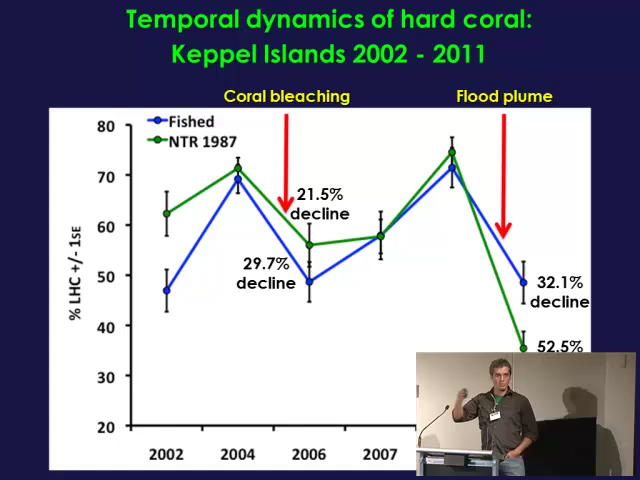 Temporal dynamics of hard coral:
Keppel Islands 2002 - 2011
Coral bleaching
Flood plume
Fished
NTR 1987
80
70
60
50
40
30
20
% LHC +/- 1SE
21.5%
decline
29.7%
decline
32.1%
decline
52.5%
2002
2004
2006
2007